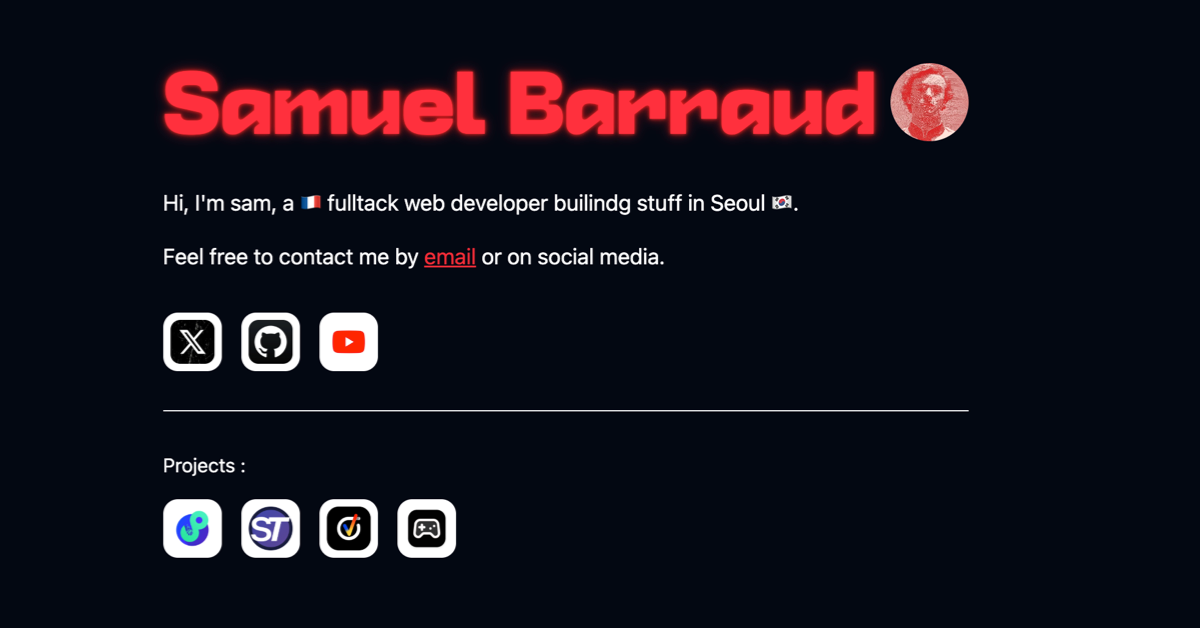 Samuel Barraud
Hi, I'm sam, a 🇫🇷 fulltack web developer builindg stuff in Seoul 🇰🇷.
Feel free to contact me by email or on social media.
Projects :
ST